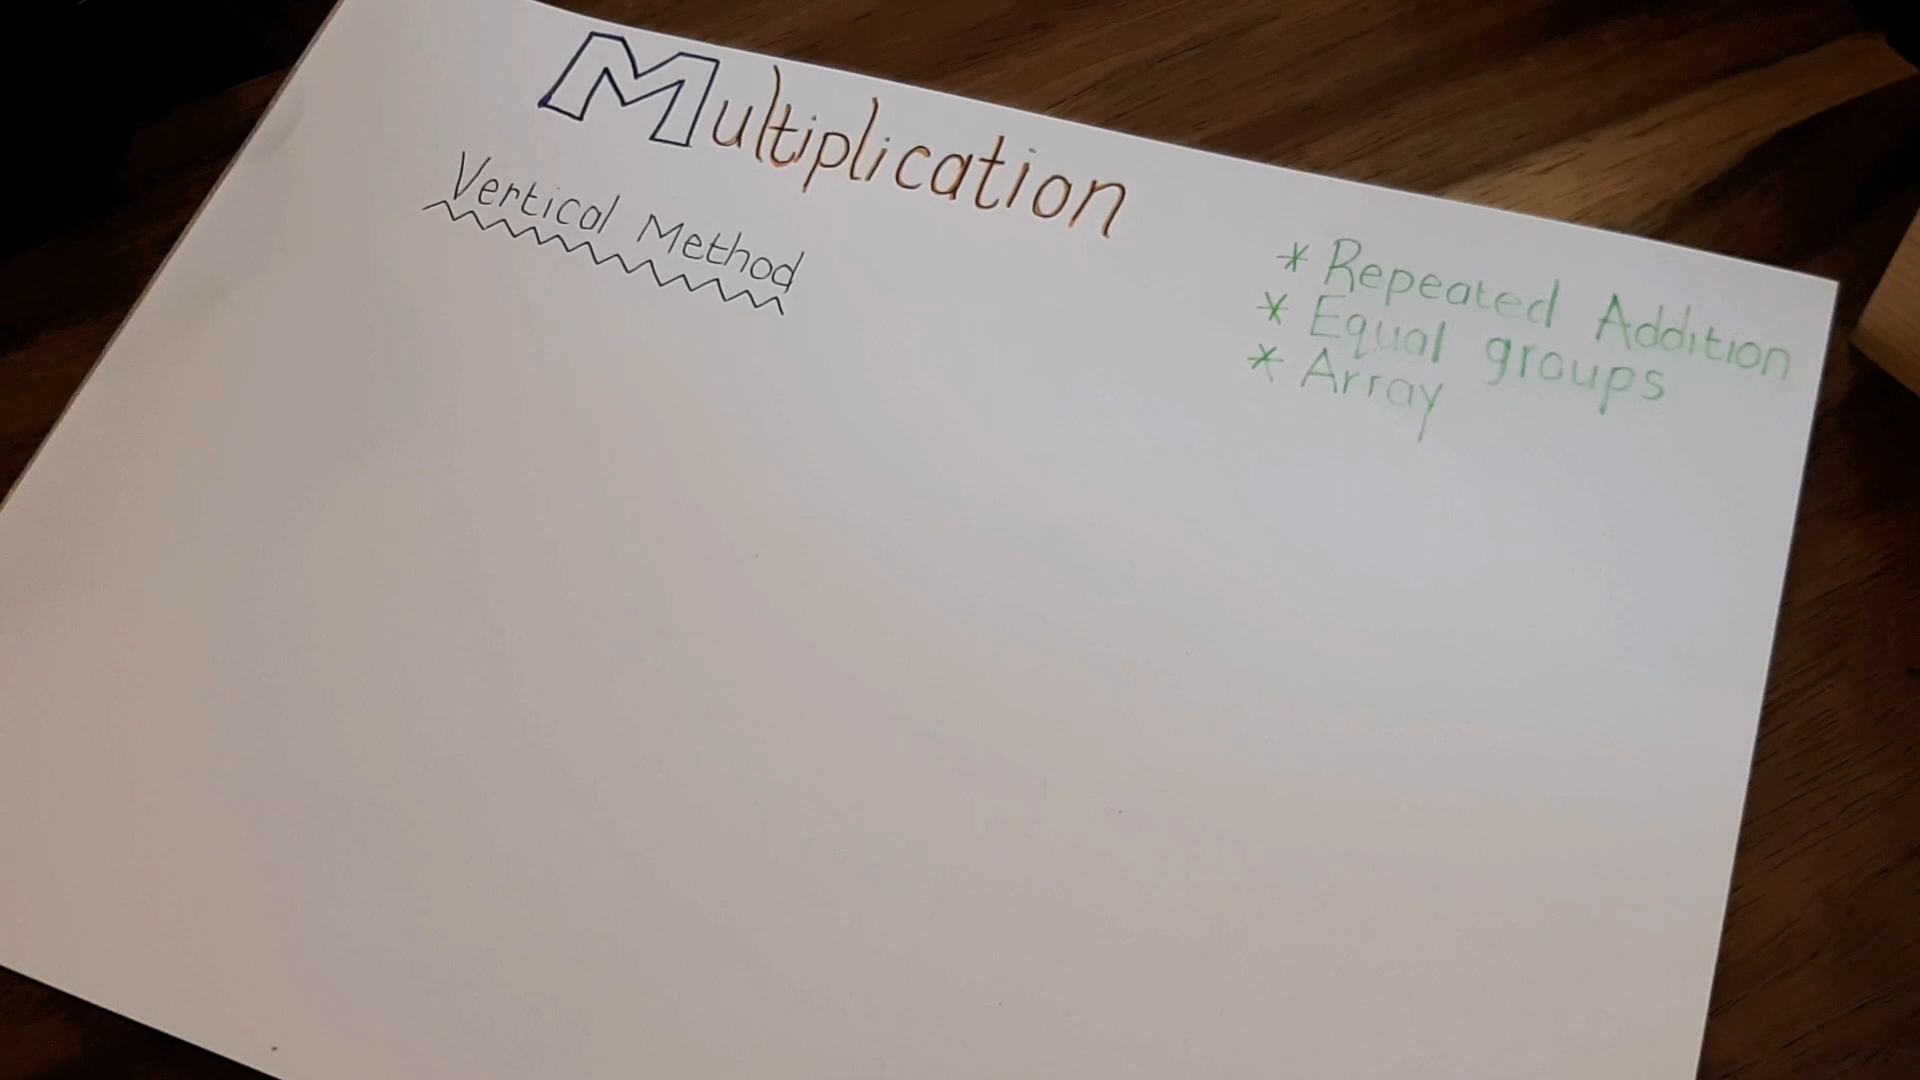 Multiplication
Vertical Method
* Repeated Addition
* Equal groups
* Array